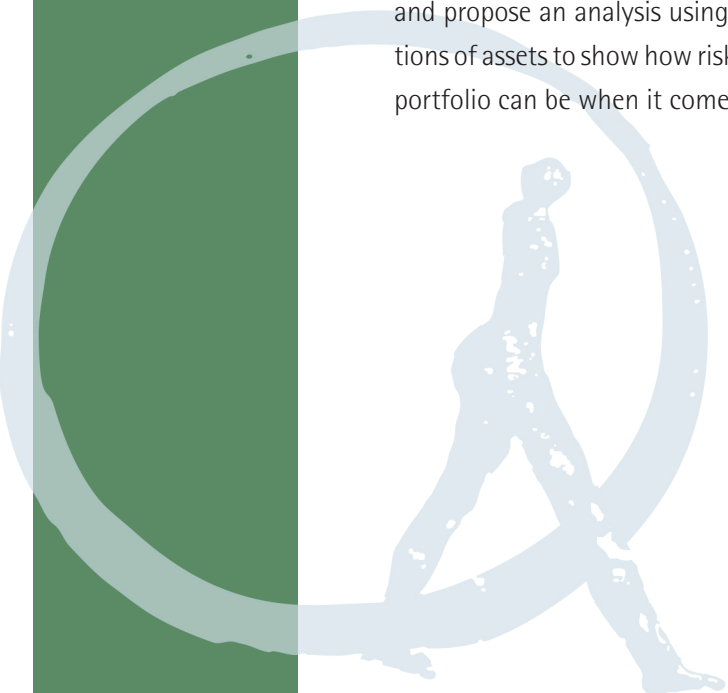 and propose an analysis using
tions of assets to show how risk
portfolio can be when it come